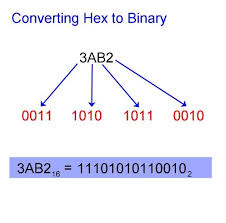 Converting Hex to Binary
3AB2
0011 1010 1011 0010
3AB2₁₆ = 11101010110010₂